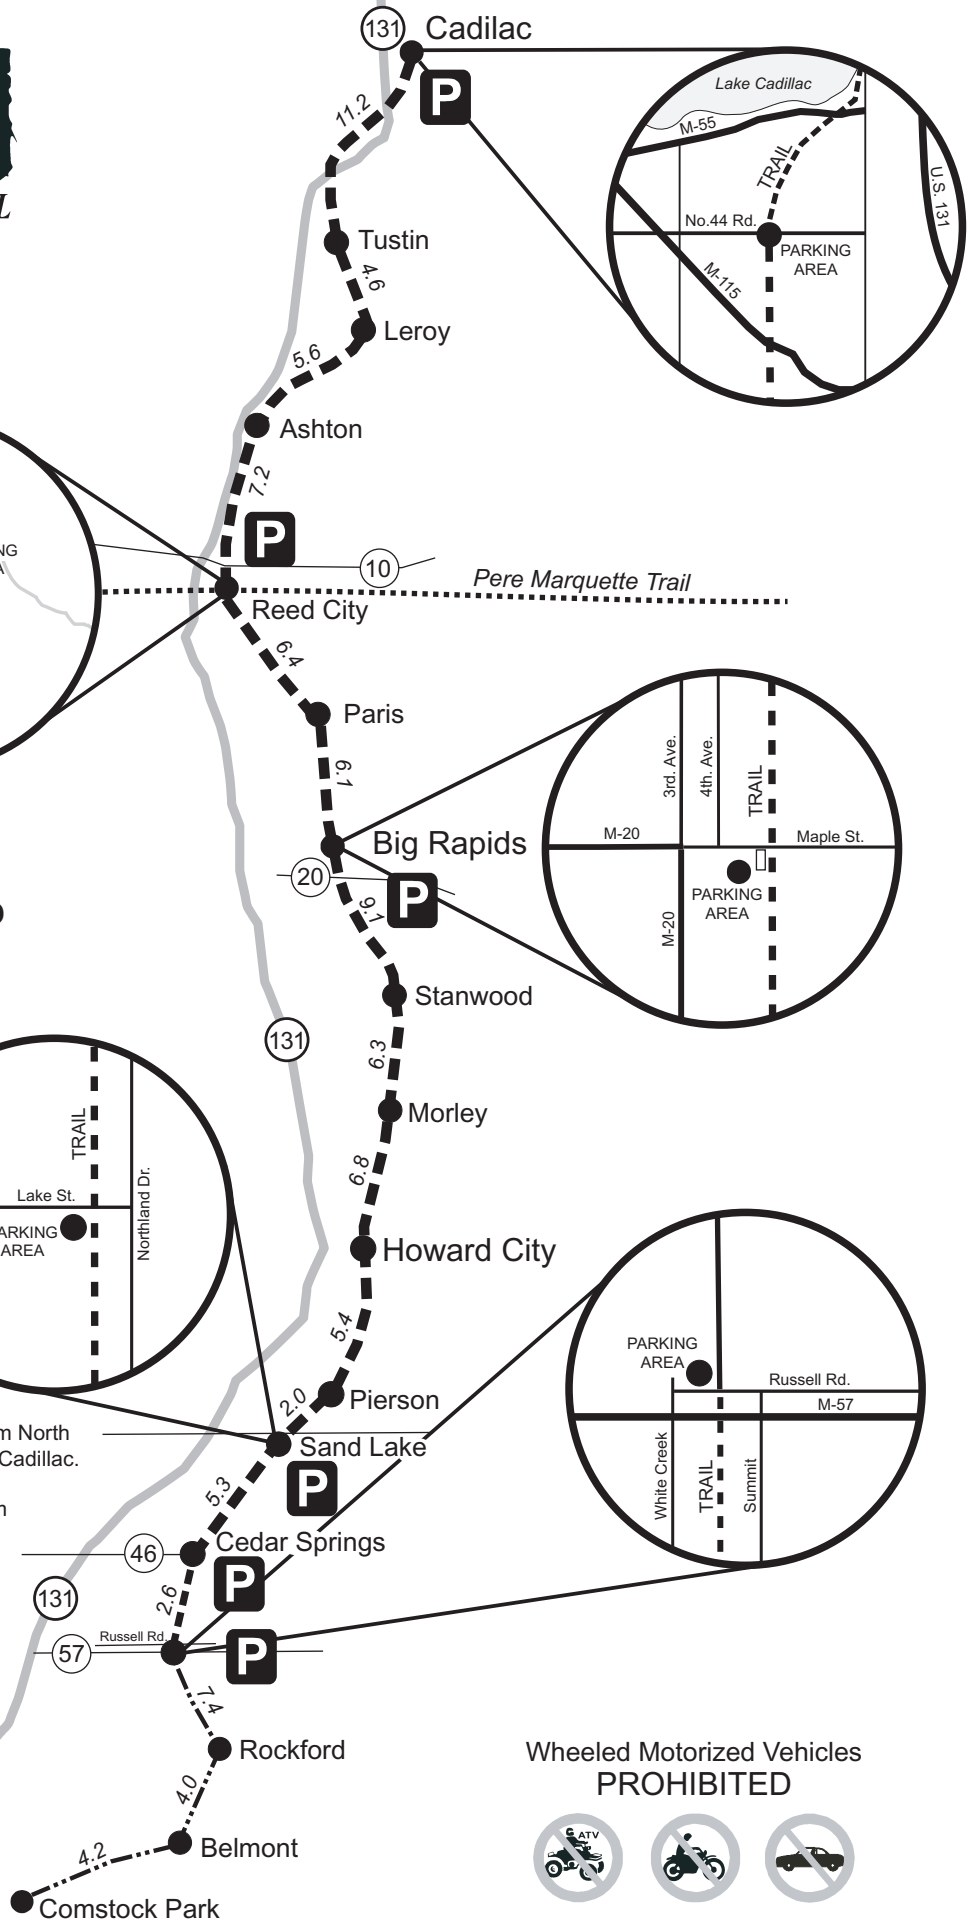 131
Cadilac
P
11.2
Lake Cadillac
M-55
TRAIL
U.S. 131
No.44 Rd.
PARKING
AREA
M-115
L
Tustin
4.6
Leroy
5.6
Ashton
7.2
P
NG
A
10
Pere Marquette Trail
Reed City
6.4
Paris
6.1
Big Rapids
20
P
9.1
3rd. Ave.
4th. Ave.
TRAIL
M-20
Maple St.
PARKING
AREA
M-20
Stanwood
131
6.3
Morley
6.8
TRAIL
Lake St.
Northland Dr.
ARKING
AREA
Howard City
5.4
Pierson
2.0
m North
Cadillac.
Sand Lake
P
5.3
PARKING
AREA
Russell Rd.
M-57
White Creek
TRAIL
Summit
Cedar Springs
46
P
131
2.6
Russell Rd.
57
P
7.4
Rockford
4.0
Belmont
4.2
Comstock Park
Wheeled Motorized Vehicles
PROHIBITED
ATV